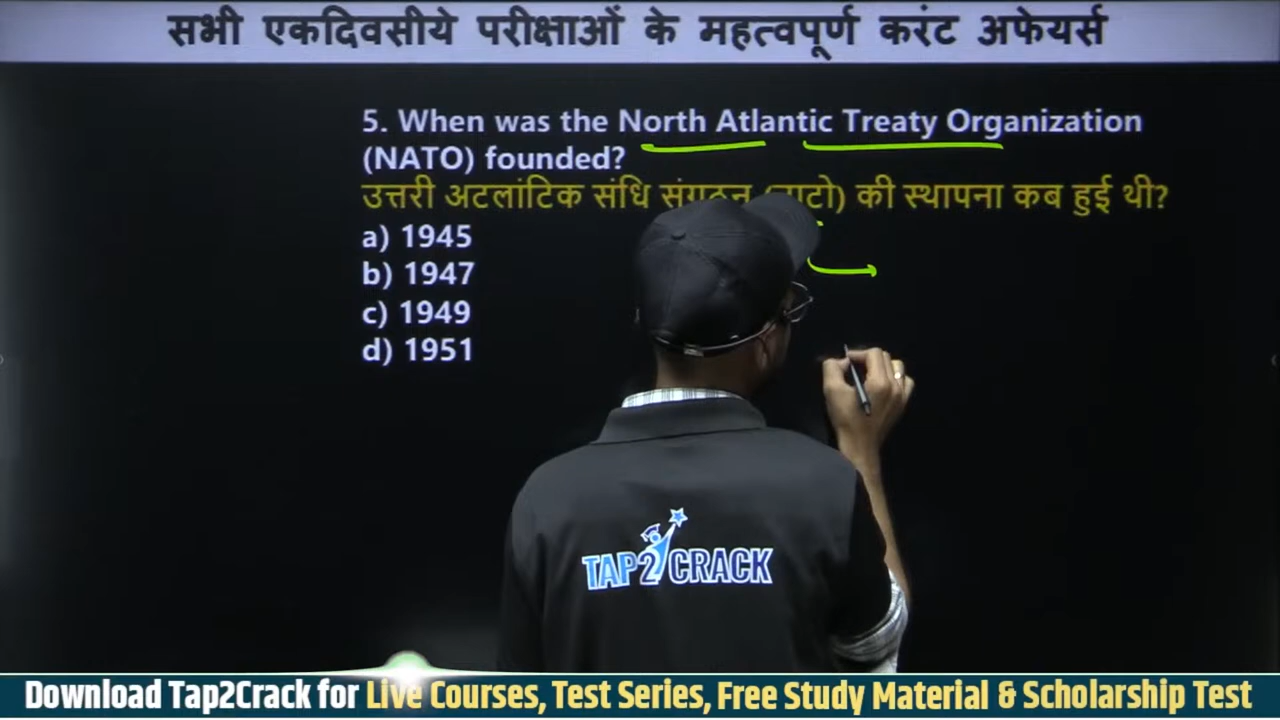 सभी एकदिवसीये परीक्षाओं के महत्वपूर्ण करंट अफेयर्स
5. When was the North Atlantic Treaty Organization
(NATO) founded?
उत्तरी अटलांटिक संधि संगठन की स्थापना कब हुई थी?
a) 1945
b) 1947
c) 1949
d) 1951
TAP2CRACK
Download Tap2Crack for Live Courses, Test Series, Free Study Material & Scholarship Test